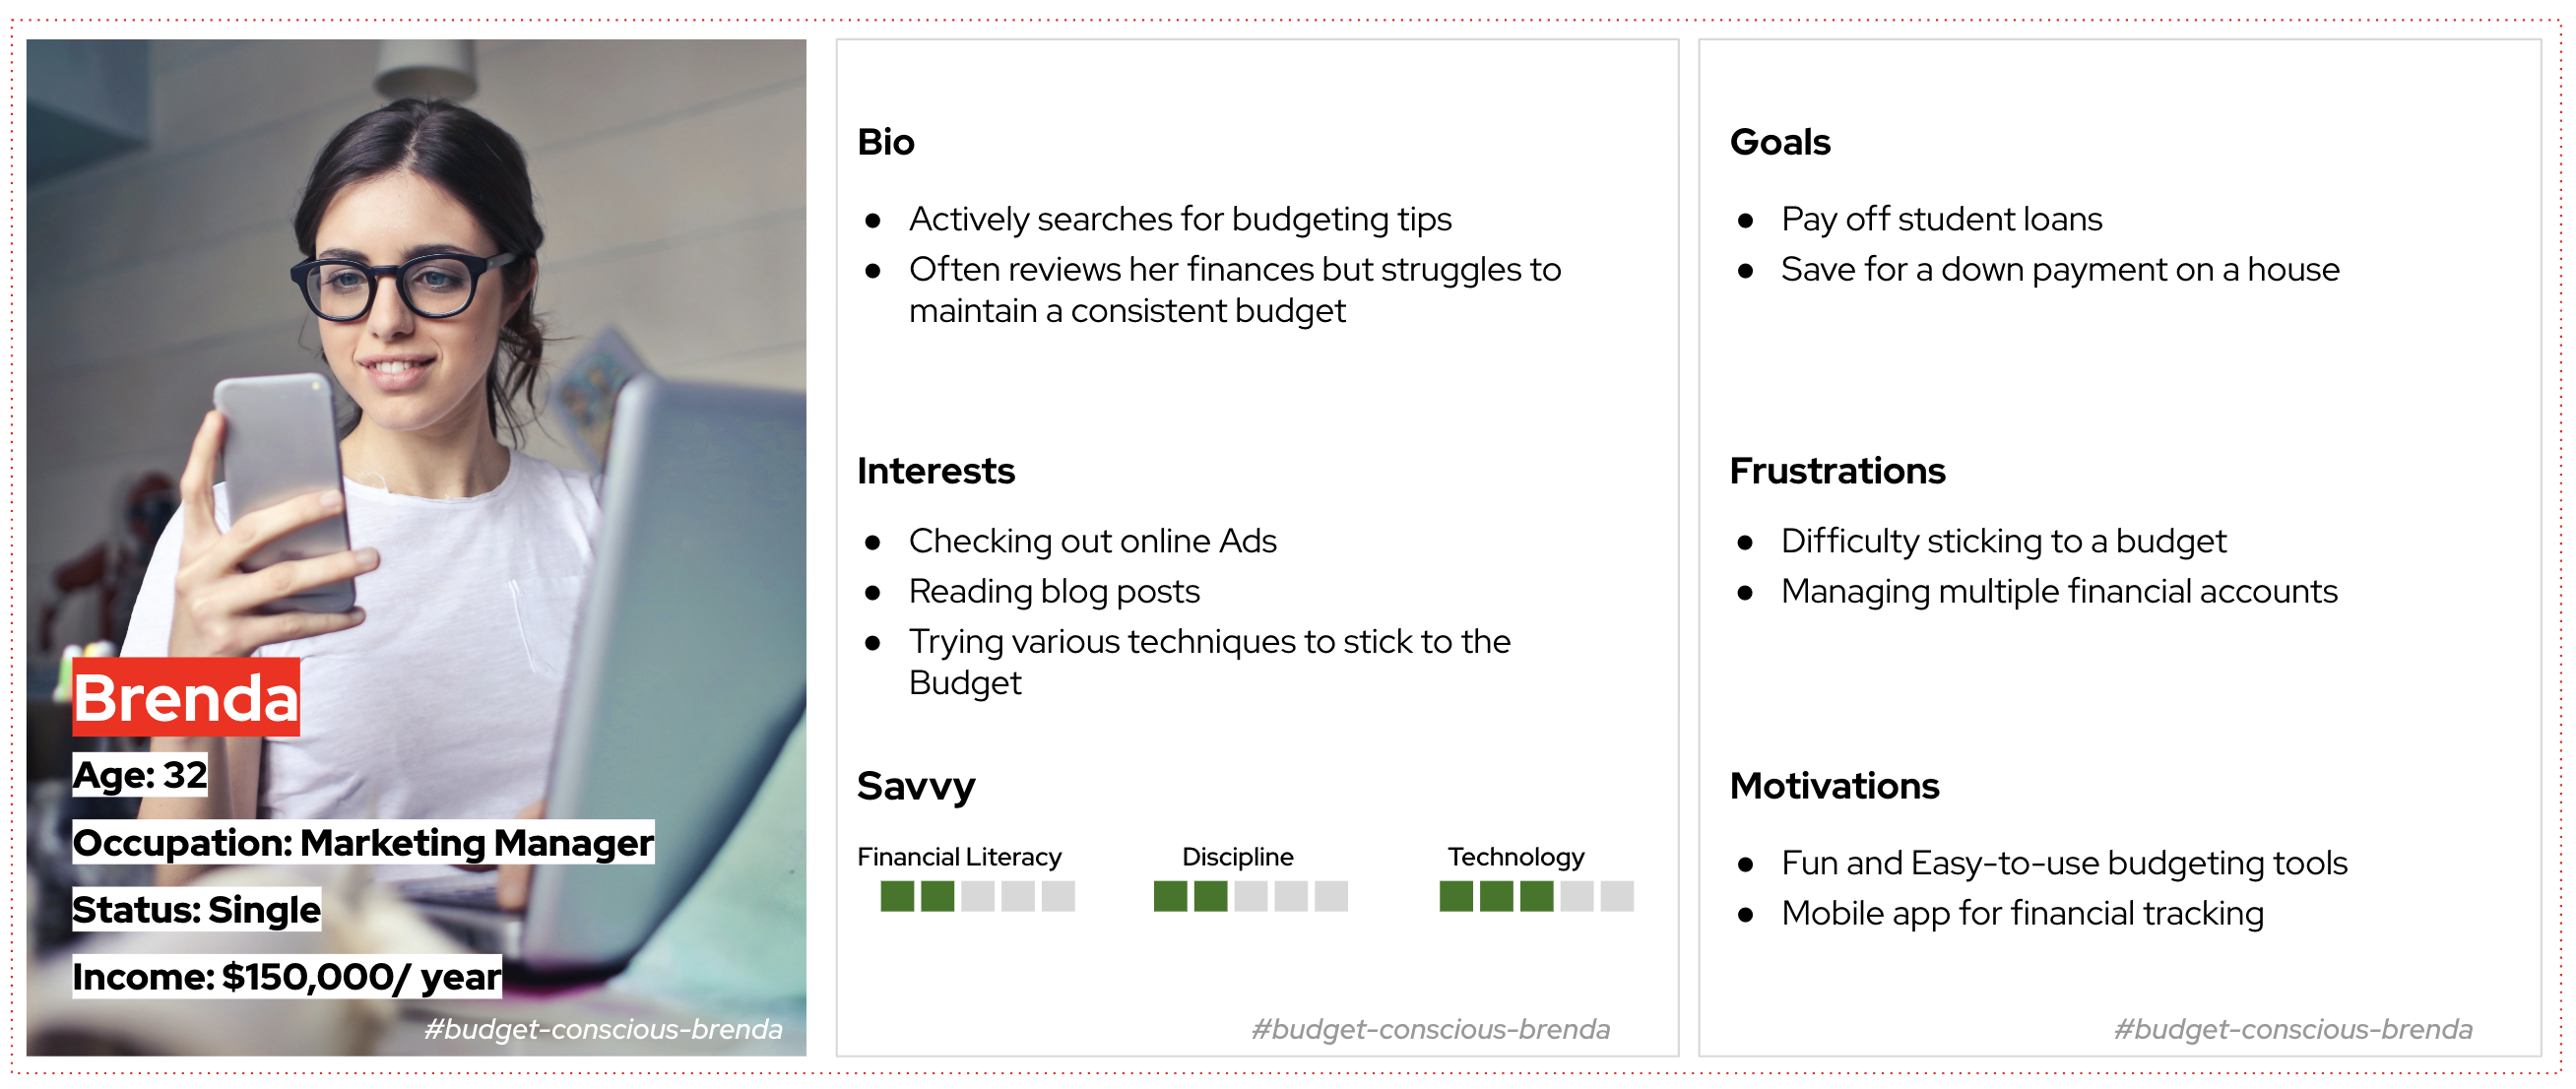 Brenda
Age: 32
Occupation: Marketing Manager
Status: Single
Income: $150,000/ year
#budget-conscious-brenda
Bio
● Actively searches for budgeting tips
● Often reviews her finances but struggles to
maintain a consistent budget
Interests
● Checking out online Ads
● Reading blog posts
● Trying various techniques to stick to the
Budget
Savvy
Financial Literacy Discipline Technology
#budget-conscious-brenda
Goals
● Pay off student loans
● Save for a down payment on a house
Frustrations
● Difficulty sticking to a budget
● Managing multiple financial accounts
Motivations
● Fun and Easy-to-use budgeting tools
● Mobile app for financial tracking
#budget-conscious-brenda